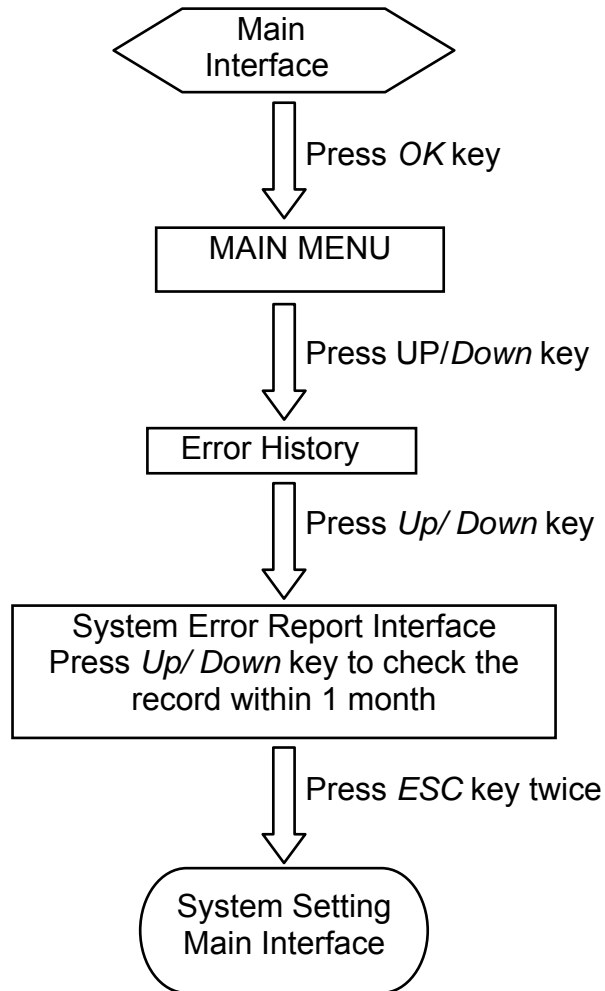 Main
Interface
Press OK key
MAIN MENU
Press UP/Down key
Error History
Press Up/ Down key
System Error Report Interface
Press Up/ Down key to check the
record within 1 month
Press ESC key twice
System Setting
Main Interface